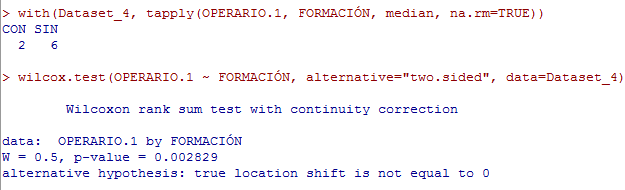 > with(Dataset_4, tapply(OPERARIO.1, FORMACIÓN, median, na.rm=TRUE))
CON SIN
2 6
> wilcox.test(OPERARIO.1 ~ FORMACIÓN, alternative="two.sided", data=Dataset_4)
Wilcoxon rank sum test with continuity correction
data: OPERARIO.1 by FORMACIÓN
W = 0.5, p-value = 0.002829
alternative hypothesis: true location shift is not equal to 0